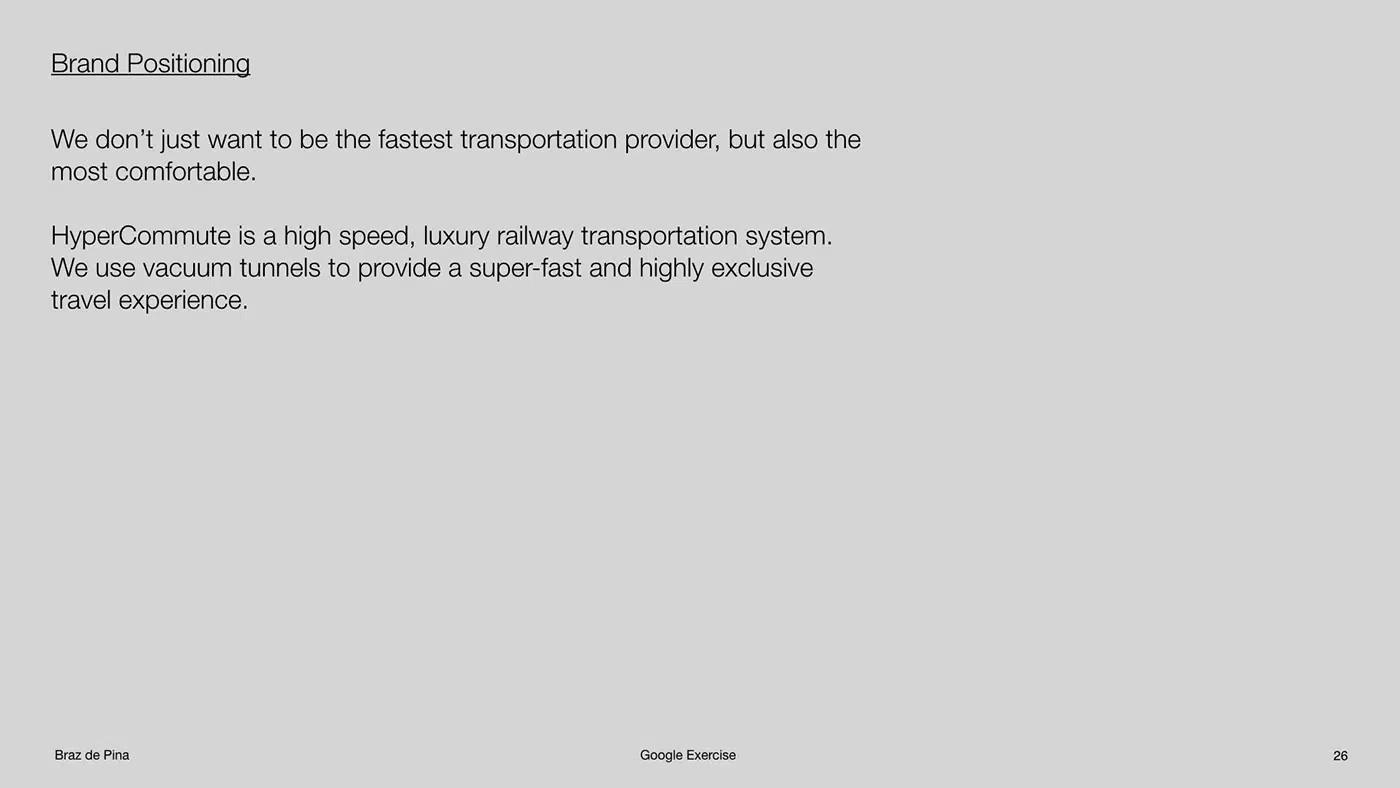 Brand Positioning
We don’t just want to be the fastest transportation provider, but also the
most comfortable.
HyperCommute is a high speed, luxury railway transportation system.
We use vacuum tunnels to provide a super-fast and highly exclusive
travel experience.
Braz de Pina
Google Exercise
26